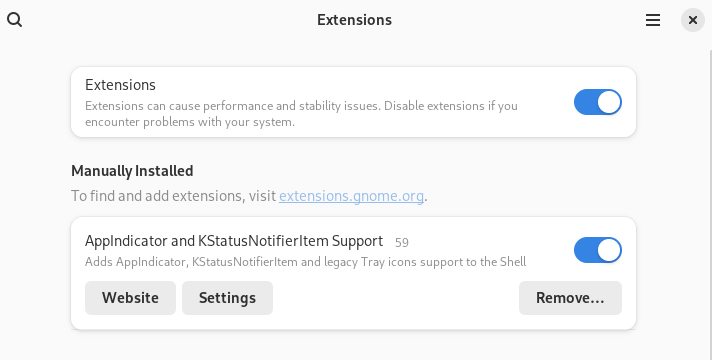 Extensions
Extensions
Extensions can cause performance and stability issues. Disable extensions if you
encounter problems with your system.
Manually Installed
To find and add extensions, visit extensions.gnome.org.
AppIndicator and KStatusNotifierItem Support 59
Adds AppIndicator, KStatusNotifierItem and legacy Tray icons support to the Shell
Website Settings Remove...